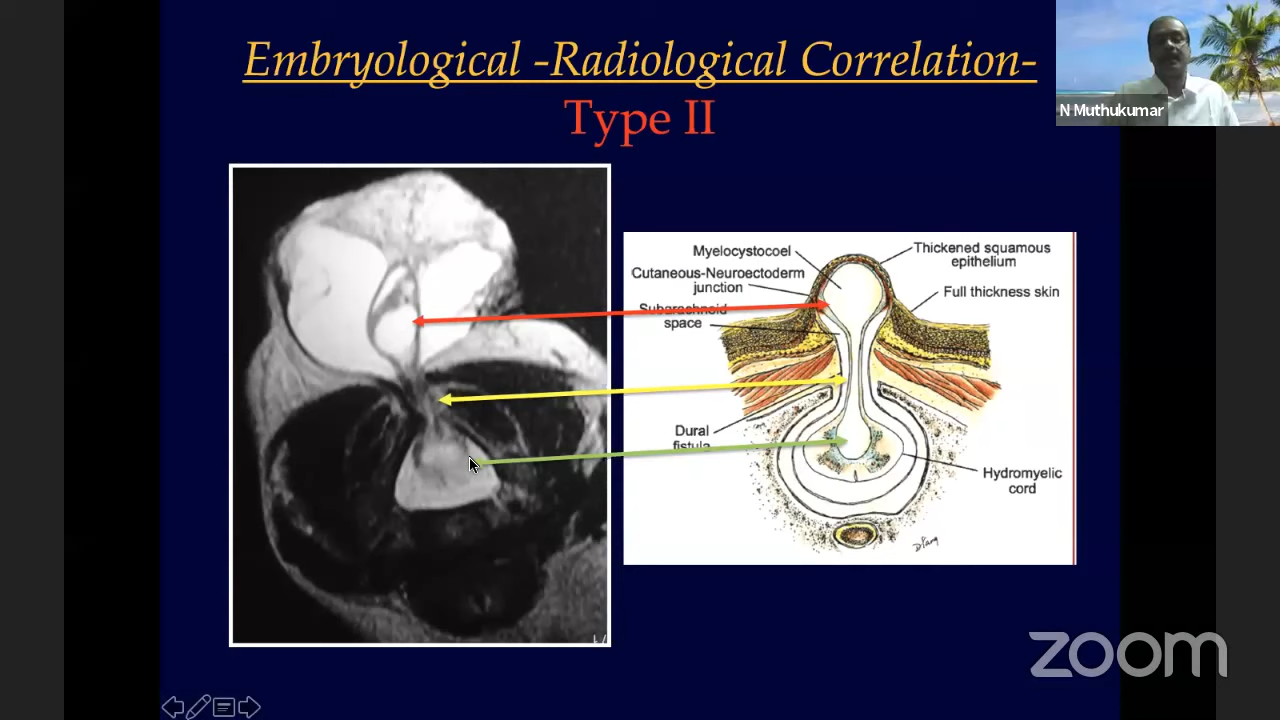 Embryological -Radiological Correlation-
Type II
N Muthukumar
Myelocystocoel
Cutaneous-Neuroectoderm
junction
Subarachnoid
space
Thickened squamous
epithelium
Full thickness skin
Dural
fistula
Hydromyelic
cord
DPang
zoom